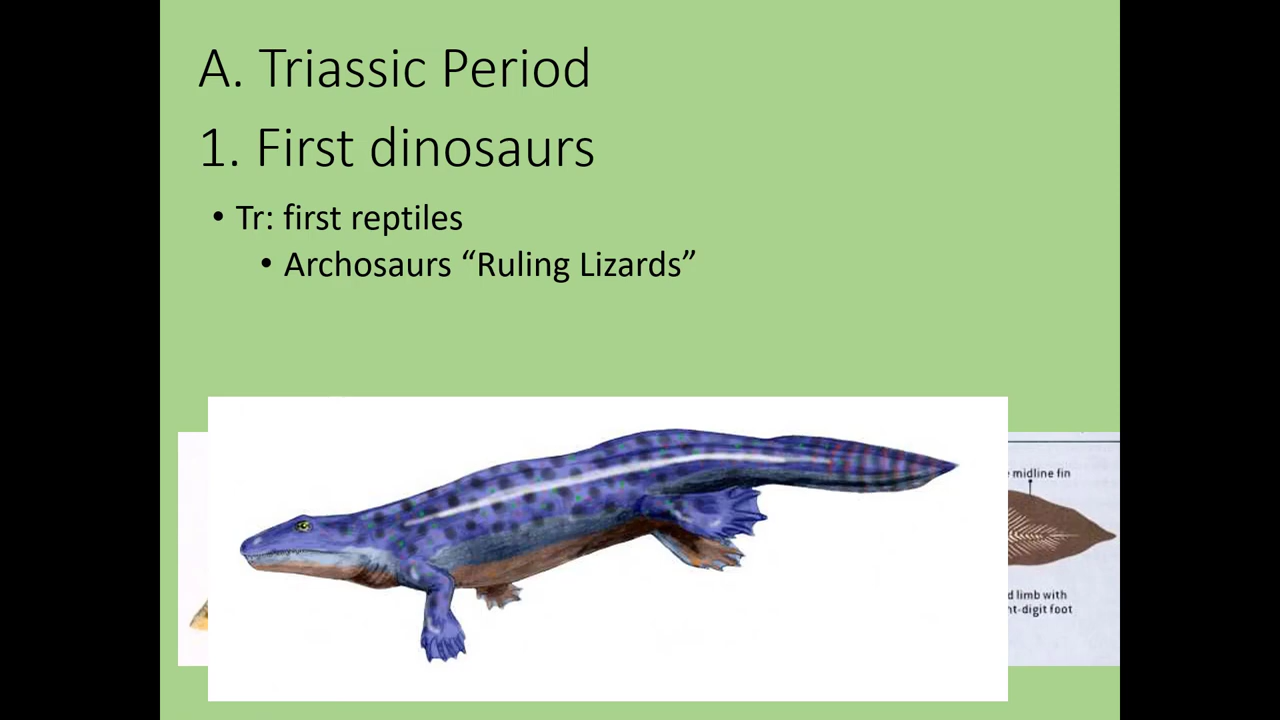 A. Triassic Period
1. First dinosaurs
• Tr: first reptiles
• Archosaurs “Ruling Lizards”
midline fin
limb with
digit foot